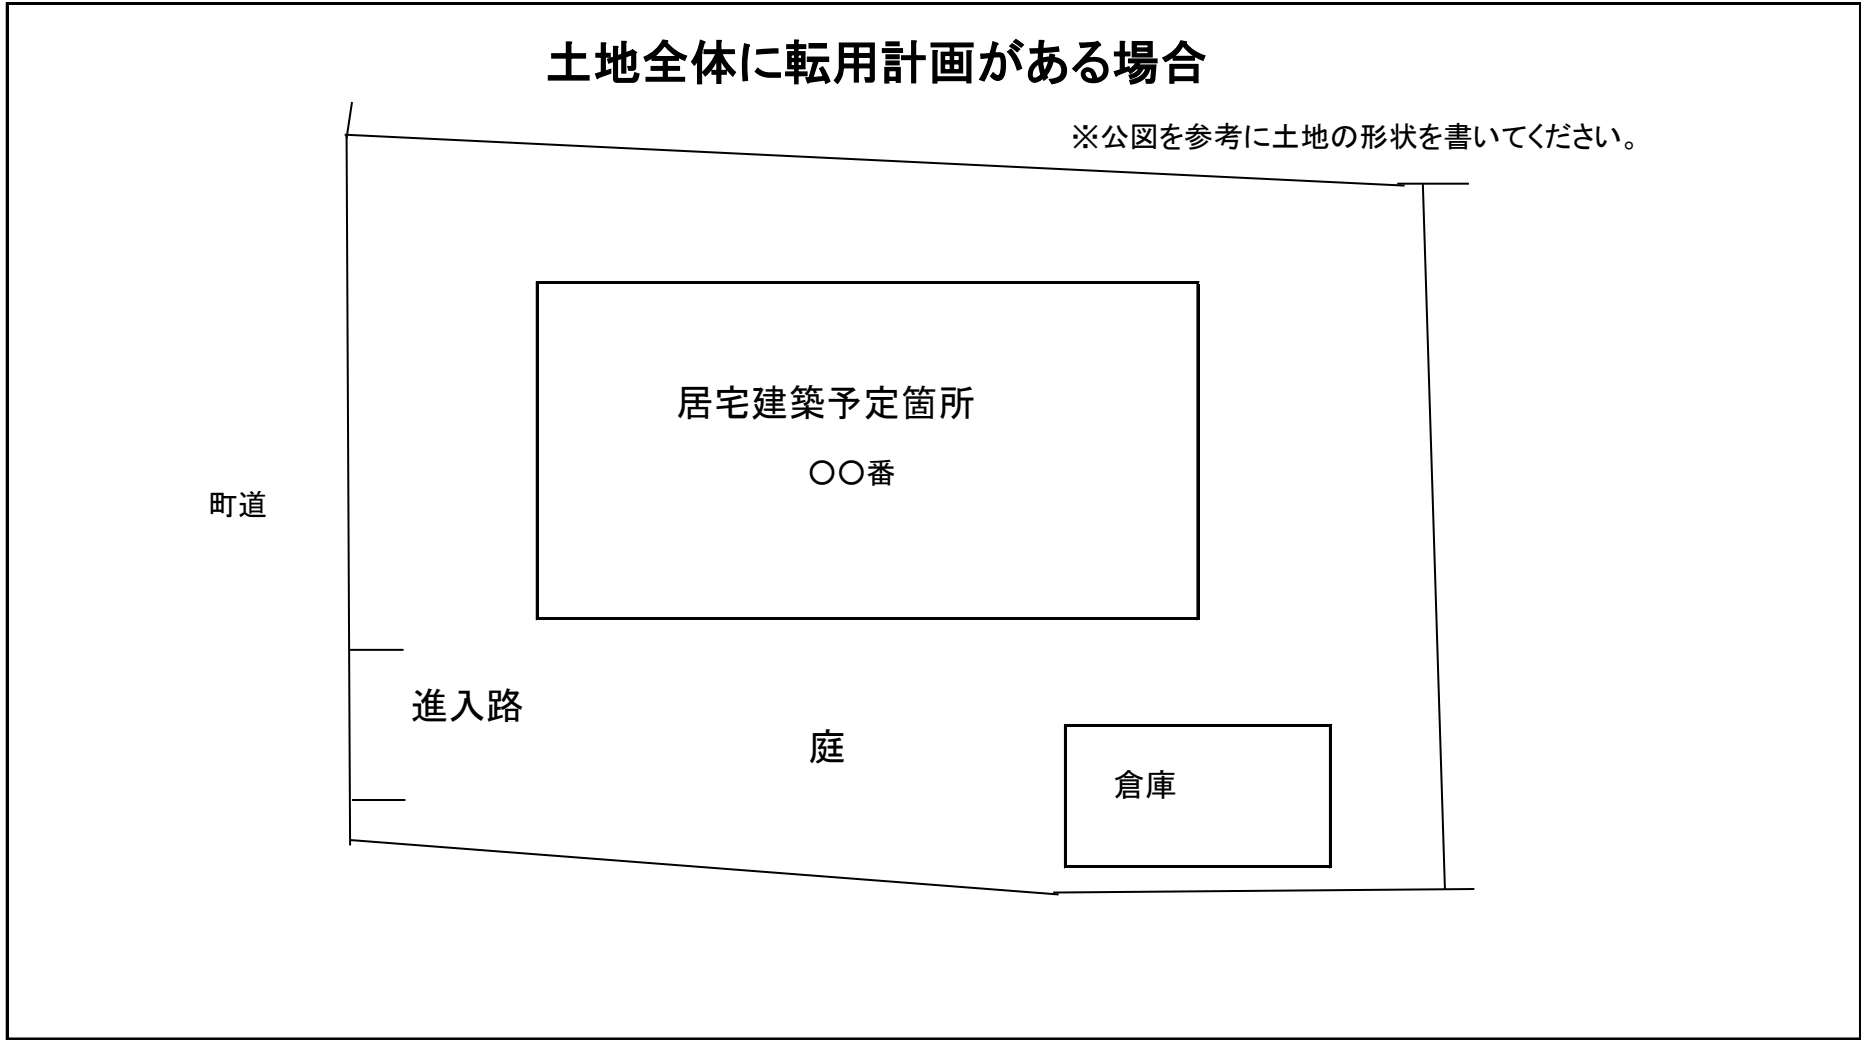 土地全体に転用計画がある場合
※公図を参考に土地の形状を書いてください。
居宅建築予定箇所
〇〇番
町道
進入路
庭
倉庫